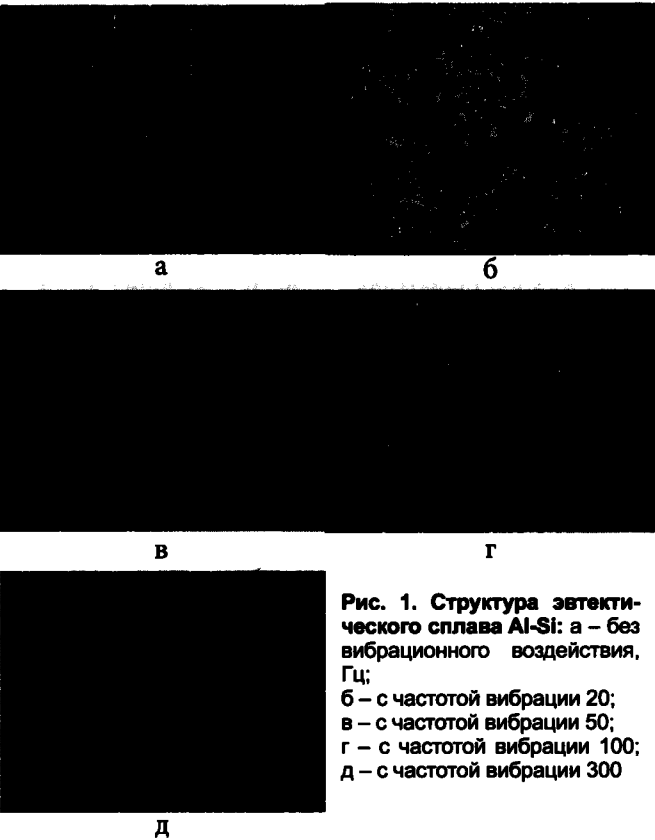 а
б
в
г
Рис. 1. Структура эвтекти-
ческого сплава Al-Si: а – без
вибрационного воздействия,
Гц;
б – с частотой вибрации 20;
в – с частотой вибрации 50;
г – с частотой вибрации 100;
д – с частотой вибрации 300
д